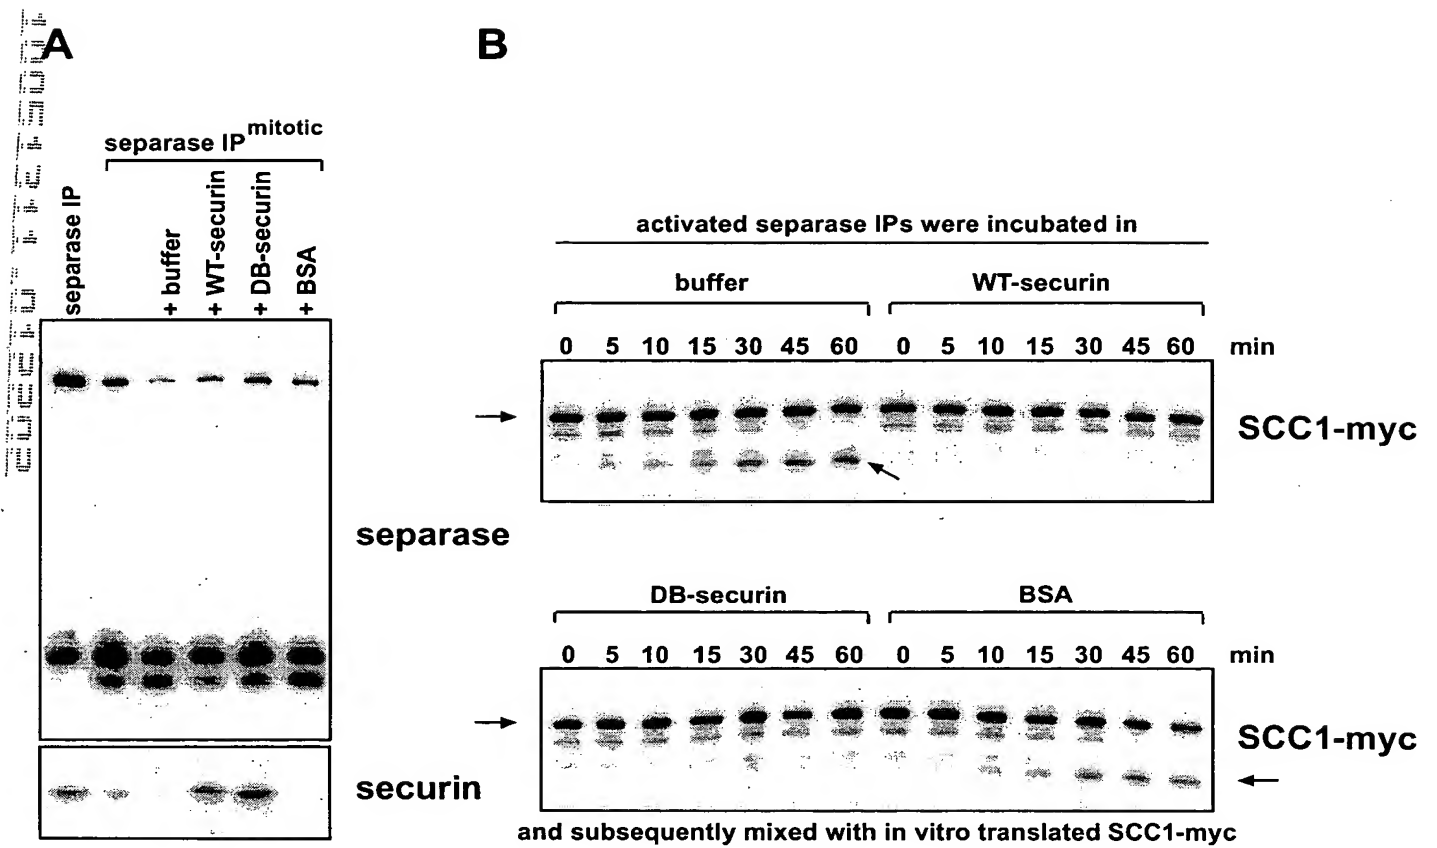 A
B
separase IP mitotic
separase IP
+ buffer
+ WT-securin
+ DB-securin
+ BSA
separase
securin
activated separase IPs were incubated in
buffer WT-securin
0 5 10 15 30 45 60 0 5 10 15 30 45 60 min
SCC1-myc
DB-securin BSA
0 5 10 15 30 45 60 0 5 10 15 30 45 60 min
SCC1-myc
and subsequently mixed with in vitro translated SCC1-myc